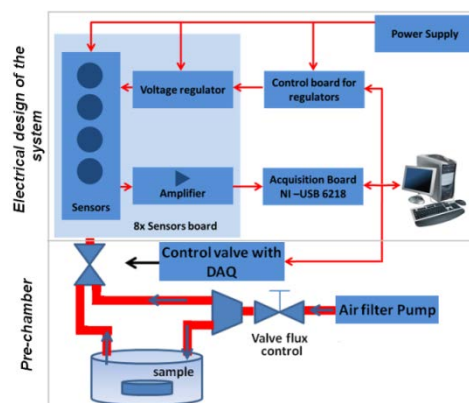 Electrical design of the
system
Power Supply
Voltage regulator
Control board for
regulators
Sensors
Amplifier
Acquisition Board
NI –USB 6218
8x Sensors board
Pre-chamber
Control valve with
DAQ
Air filter Pump
Valve flux
control
sample